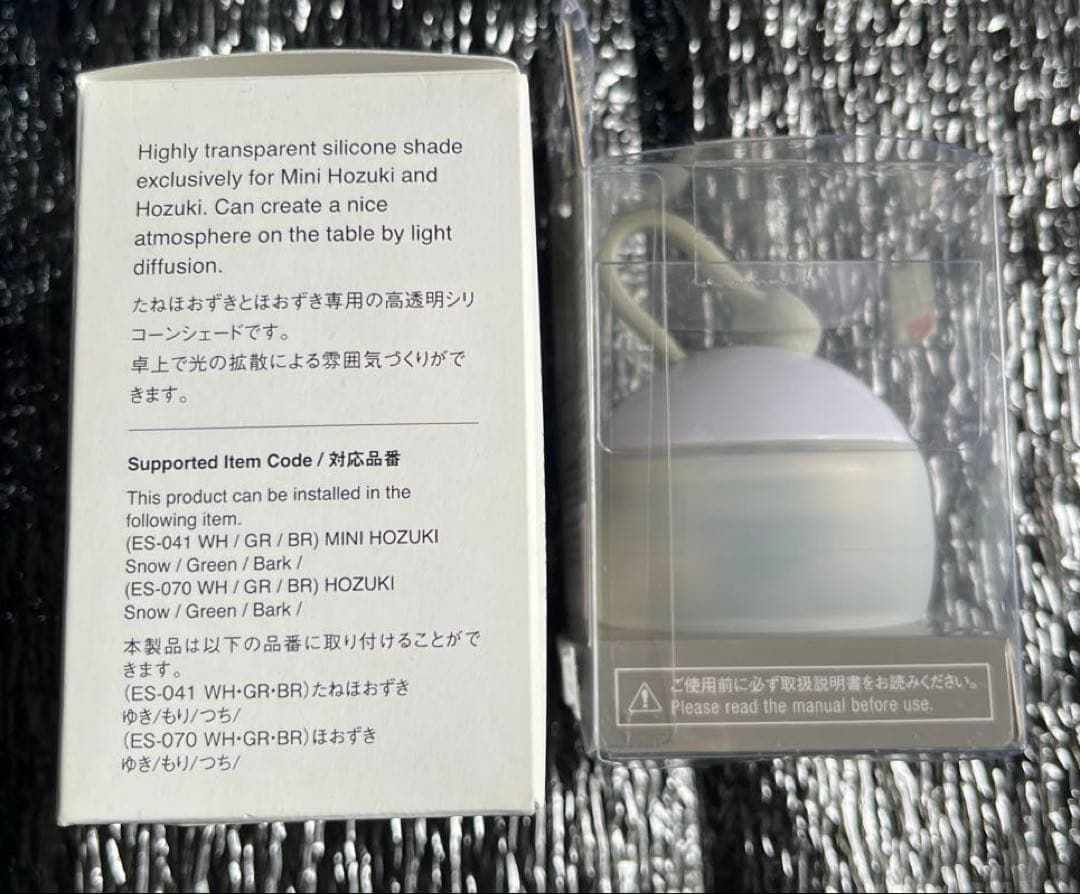 Highly transparent silicone shade
exclusively for Mini Hozuki and
Hozuki. Can create a nice
atmosphere on the table by light
diffusion.
たねほおずきとほおずき専用の高透明シリ
コーンシェードです。
卓上で光の拡散による雰囲気づくりがで
きます。
Supported Item Code / 対応品番
This product can be installed in the
following item.
(ES-041 WH / GR / BR) MINI HOZUKI
Snow / Green / Bark /
(ES-070 WH / GR / BR) HOZUKI
Snow / Green / Bark /
本製品は以下の品番に取り付けることがで
きます。
(ES-041 WH・GR・BR)たねほおずき
ゆき/もり/つち/
(ES-070 WH・GR・BR)ほおずき
ゆき/もり/つち/
ご使用前に必ず取扱説明書をお読みください。
Please read the manual before use.